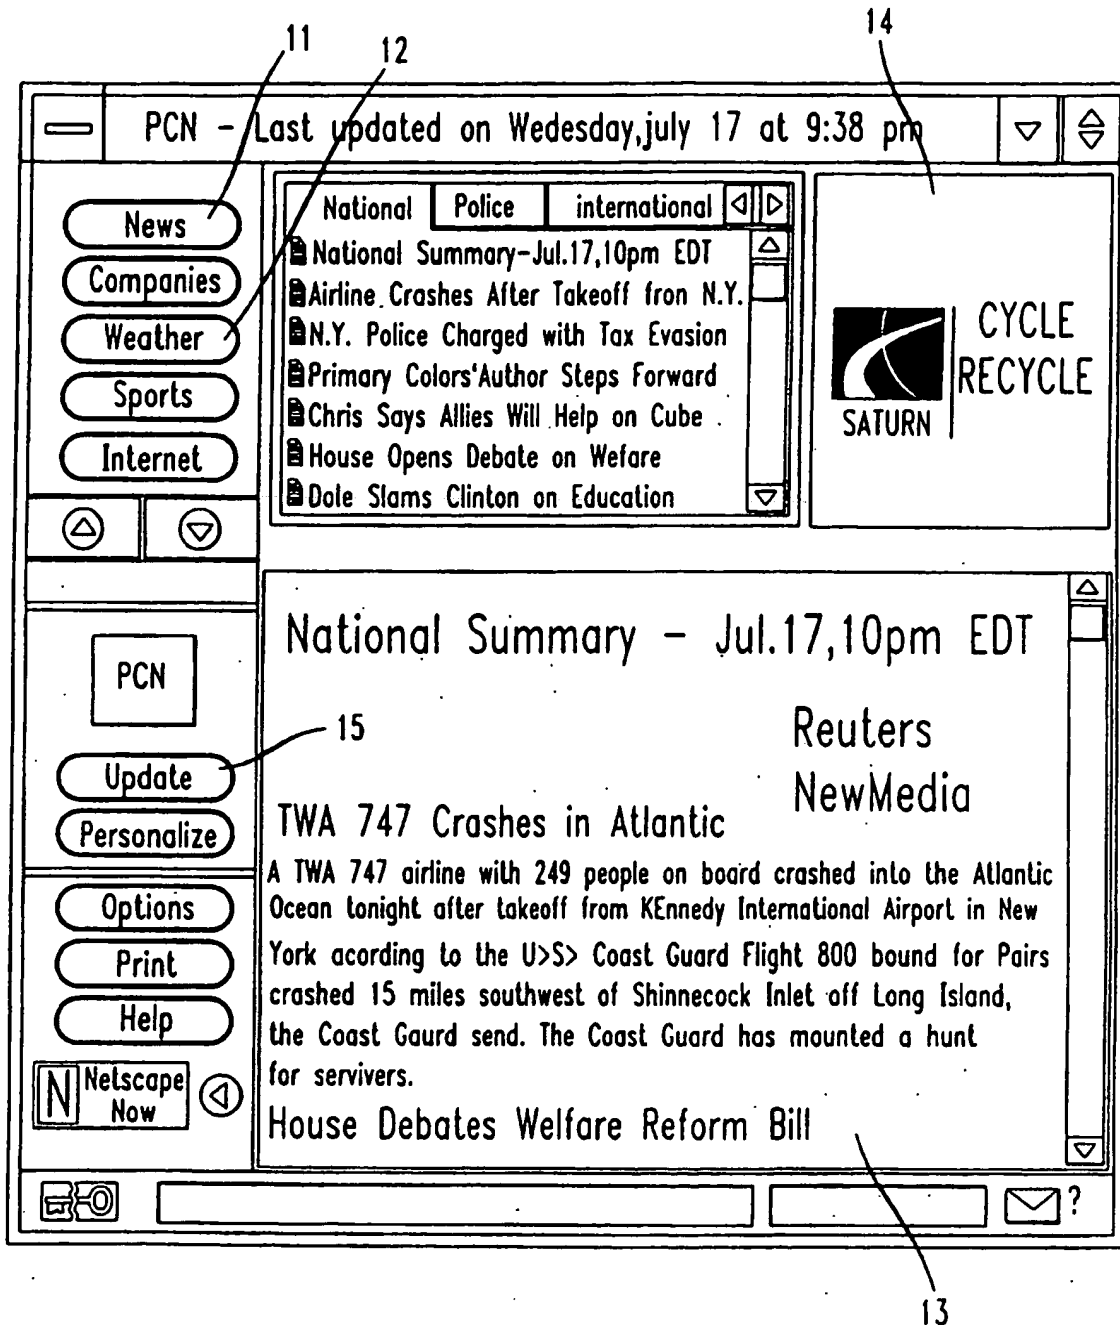 11
12
14
PCN - Last updated on Wedesday,july 17 at 9:38 pm
News
Companies
Weather
Sports
Internet
National Police international
National Summary-Jul.17,10pm EDT
Airline Crashes After Takeoff fron N.Y.
N.Y. Police Charged with Tax Evasion
Primary Colors'Author Steps Forward
Chris Says Allies Will Help on Cube
House Opens Debate on Wefare
Dole Slams Clinton on Education
SATURN
CYCLE
RECYCLE
PCN
15
Update
Personalize
Options
Print
Help
N Netscape
Now
National Summary - Jul.17,10pm EDT
Reuters
NewMedia
TWA 747 Crashes in Atlantic
A TWA 747 airline with 249 people on board crashed into the Atlantic
Ocean tonight after takeoff from KEnnedy International Airport in New
York acording to the U>S> Coast Guard Flight 800 bound for Pairs
crashed 15 miles southwest of Shinnecock Inlet off Long Island,
the Coast Gaurd send. The Coast Guard has mounted a hunt
for servivers.
House Debates Welfare Reform Bill
?
13